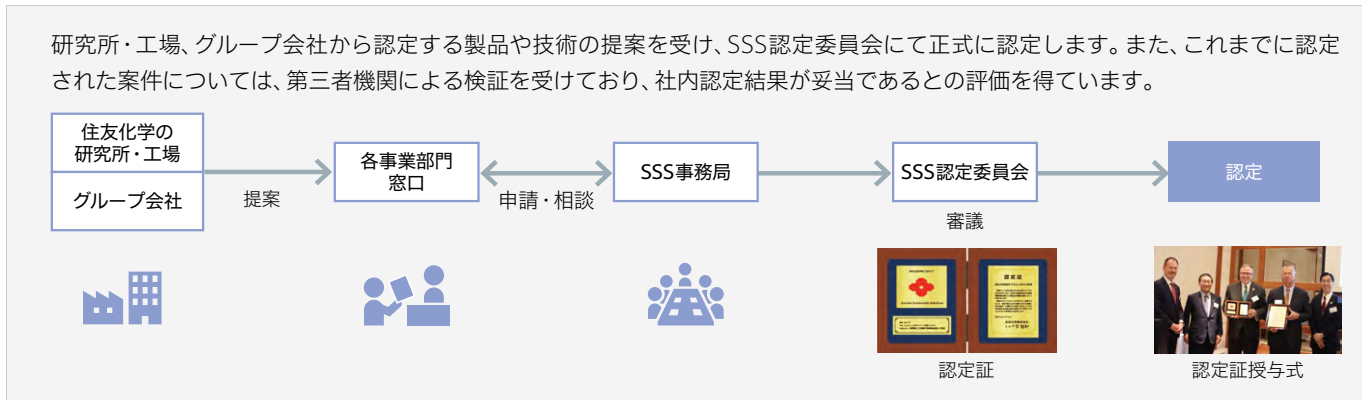 研究所・工場、グループ会社から認定する製品や技術の提案を受け、SSS認定委員会にて正式に認定します。また、これまでに認定
された案件については、第三者機関による検証を受けており、社内認定結果が妥当であるとの評価を得ています。
住友化学の
研究所・工場
グループ会社
提案
各事業部門
窓口
申請・相談
SSS事務局
SSS認定委員会
審議
認定
認定証
認定証
認定証授与式